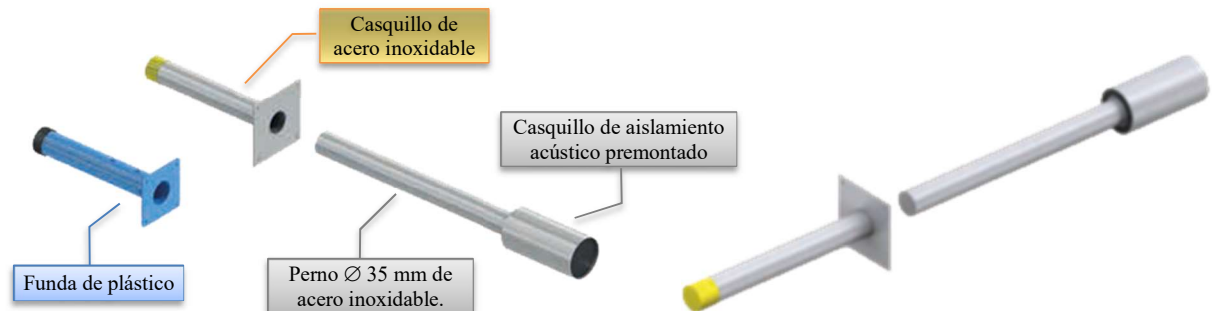 Casquillo de
acero inoxidable
Casquillo de aislamiento
acústico premontado
Funda de plástico
Perno ∅ 35 mm de
acero inoxidable.